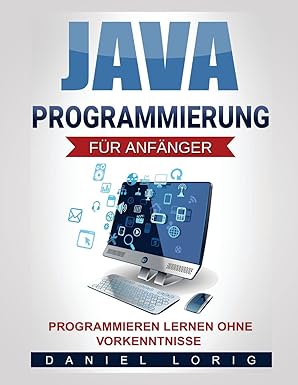 JAVA
PROGRAMMIERUNG
FÜR ANFÄNGER
PROGRAMMIEREN LERNEN OHNE
VORKENNTNISSE
DANIEL LORIG